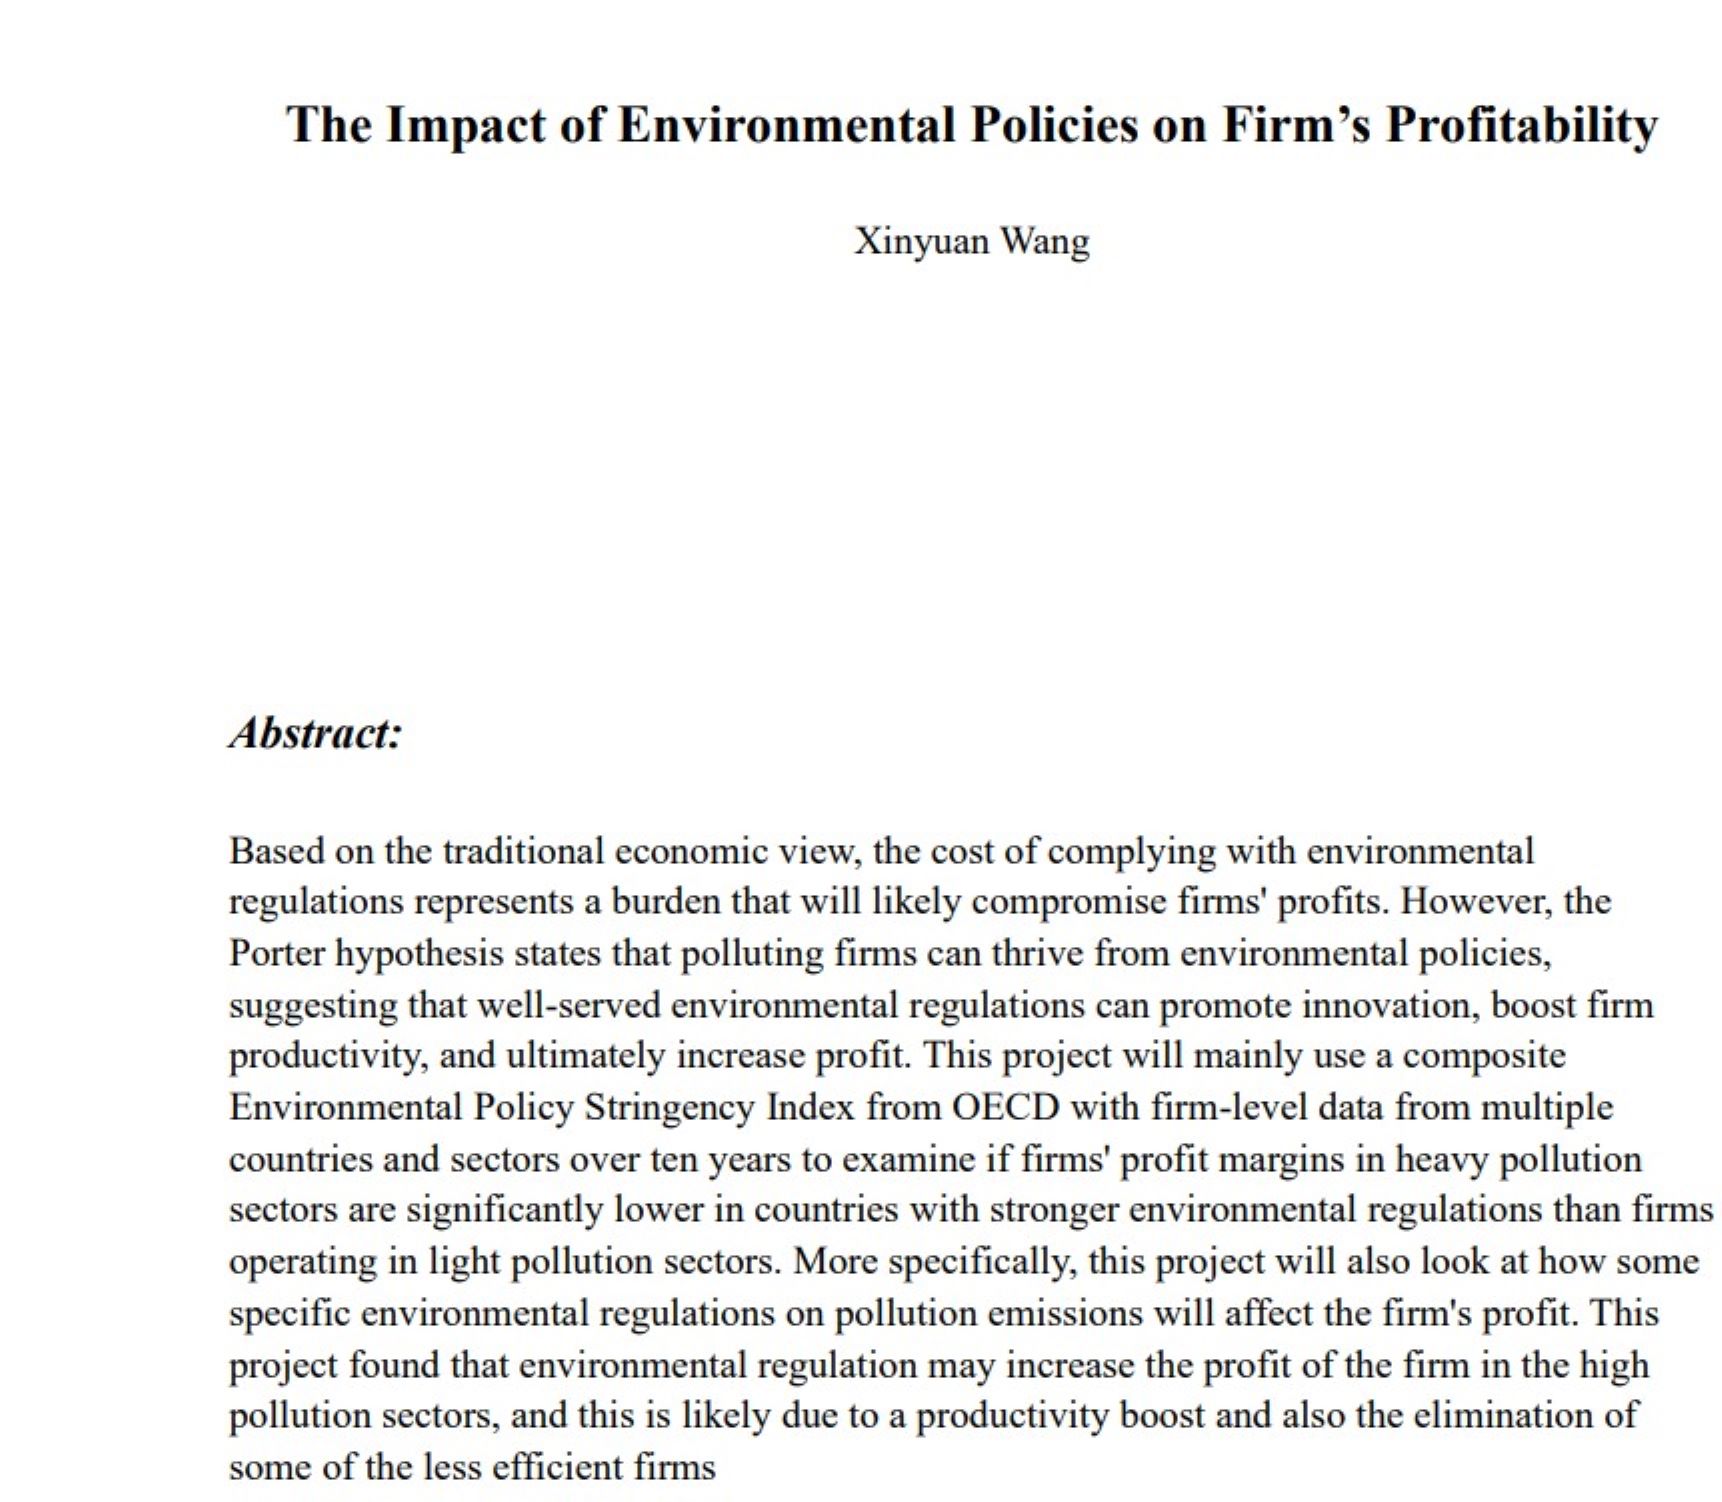 The Impact of Environmental Policies on Firm’s Profitability
Xinyuan Wang
Abstract:
Based on the traditional economic view, the cost of complying with environmental
regulations represents a burden that will likely compromise firms' profits. However, the
Porter hypothesis states that polluting firms can thrive from environmental policies,
suggesting that well-served environmental regulations can promote innovation, boost firm
productivity, and ultimately increase profit. This project will mainly use a composite
Environmental Policy Stringency Index from OECD with firm-level data from multiple
countries and sectors over ten years to examine if firms' profit margins in heavy pollution
sectors are significantly lower in countries with stronger environmental regulations than firms
operating in light pollution sectors. More specifically, this project will also look at how some
specific environmental regulations on pollution emissions will affect the firm's profit. This
project found that environmental regulation may increase the profit of the firm in the high
pollution sectors, and this is likely due to a productivity boost and also the elimination of
some of the less efficient firms